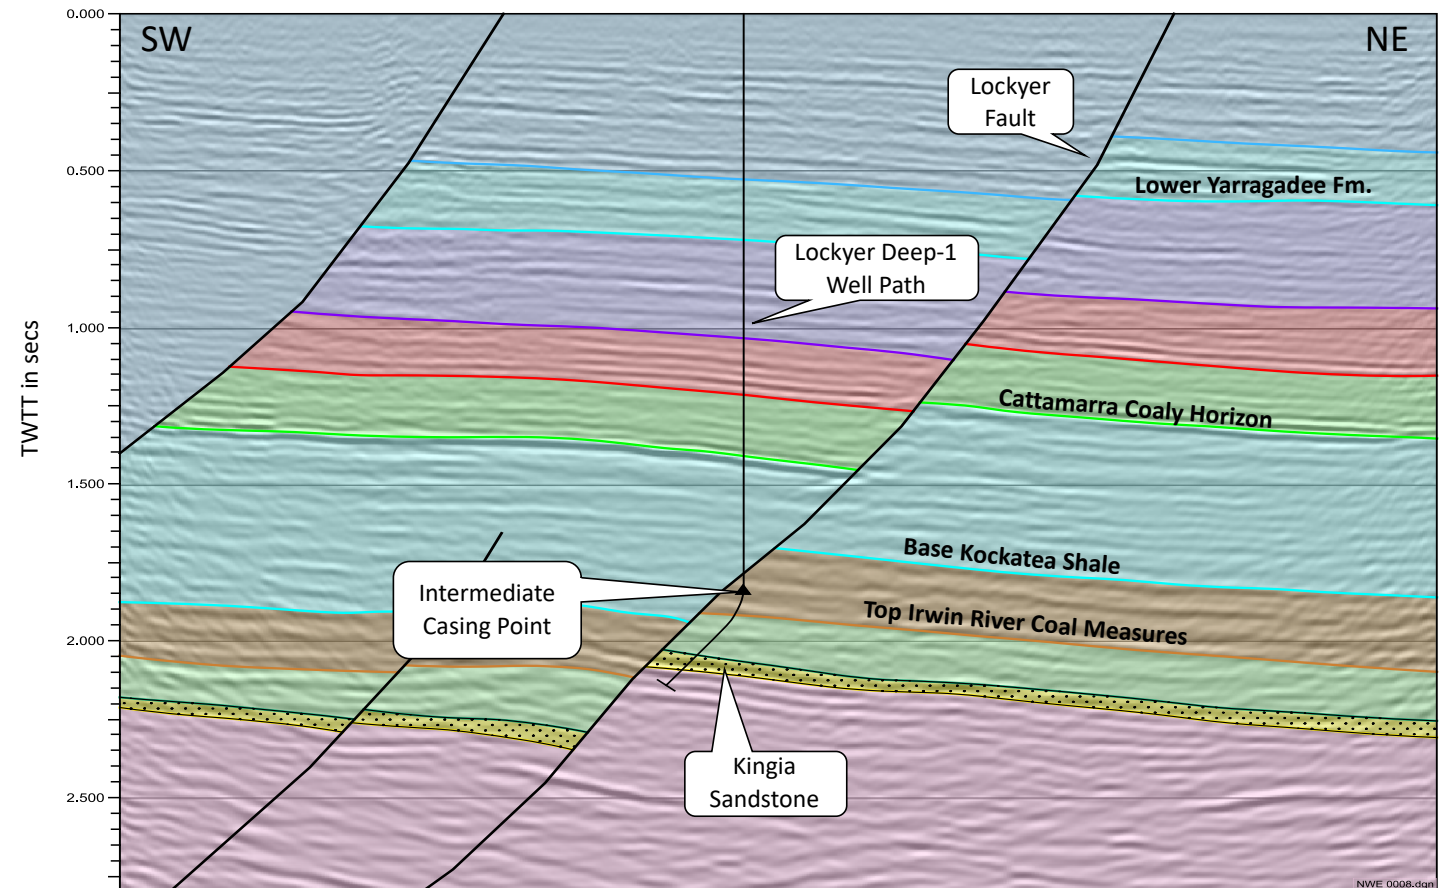 0.000
SW
NE
Lockyer
Fault
0.500
Lower Yarragadee Fm.
Lockyer Deep-1
Well Path
1.000
TWTT in secs
Cattamarra Coaly Horizon
1.500
Base Kockatea Shale
Intermediate
Casing Point
Top Irwin River Coal Measures
2.000
Kingia
Sandstone
2.500
NWE 0008.dgn